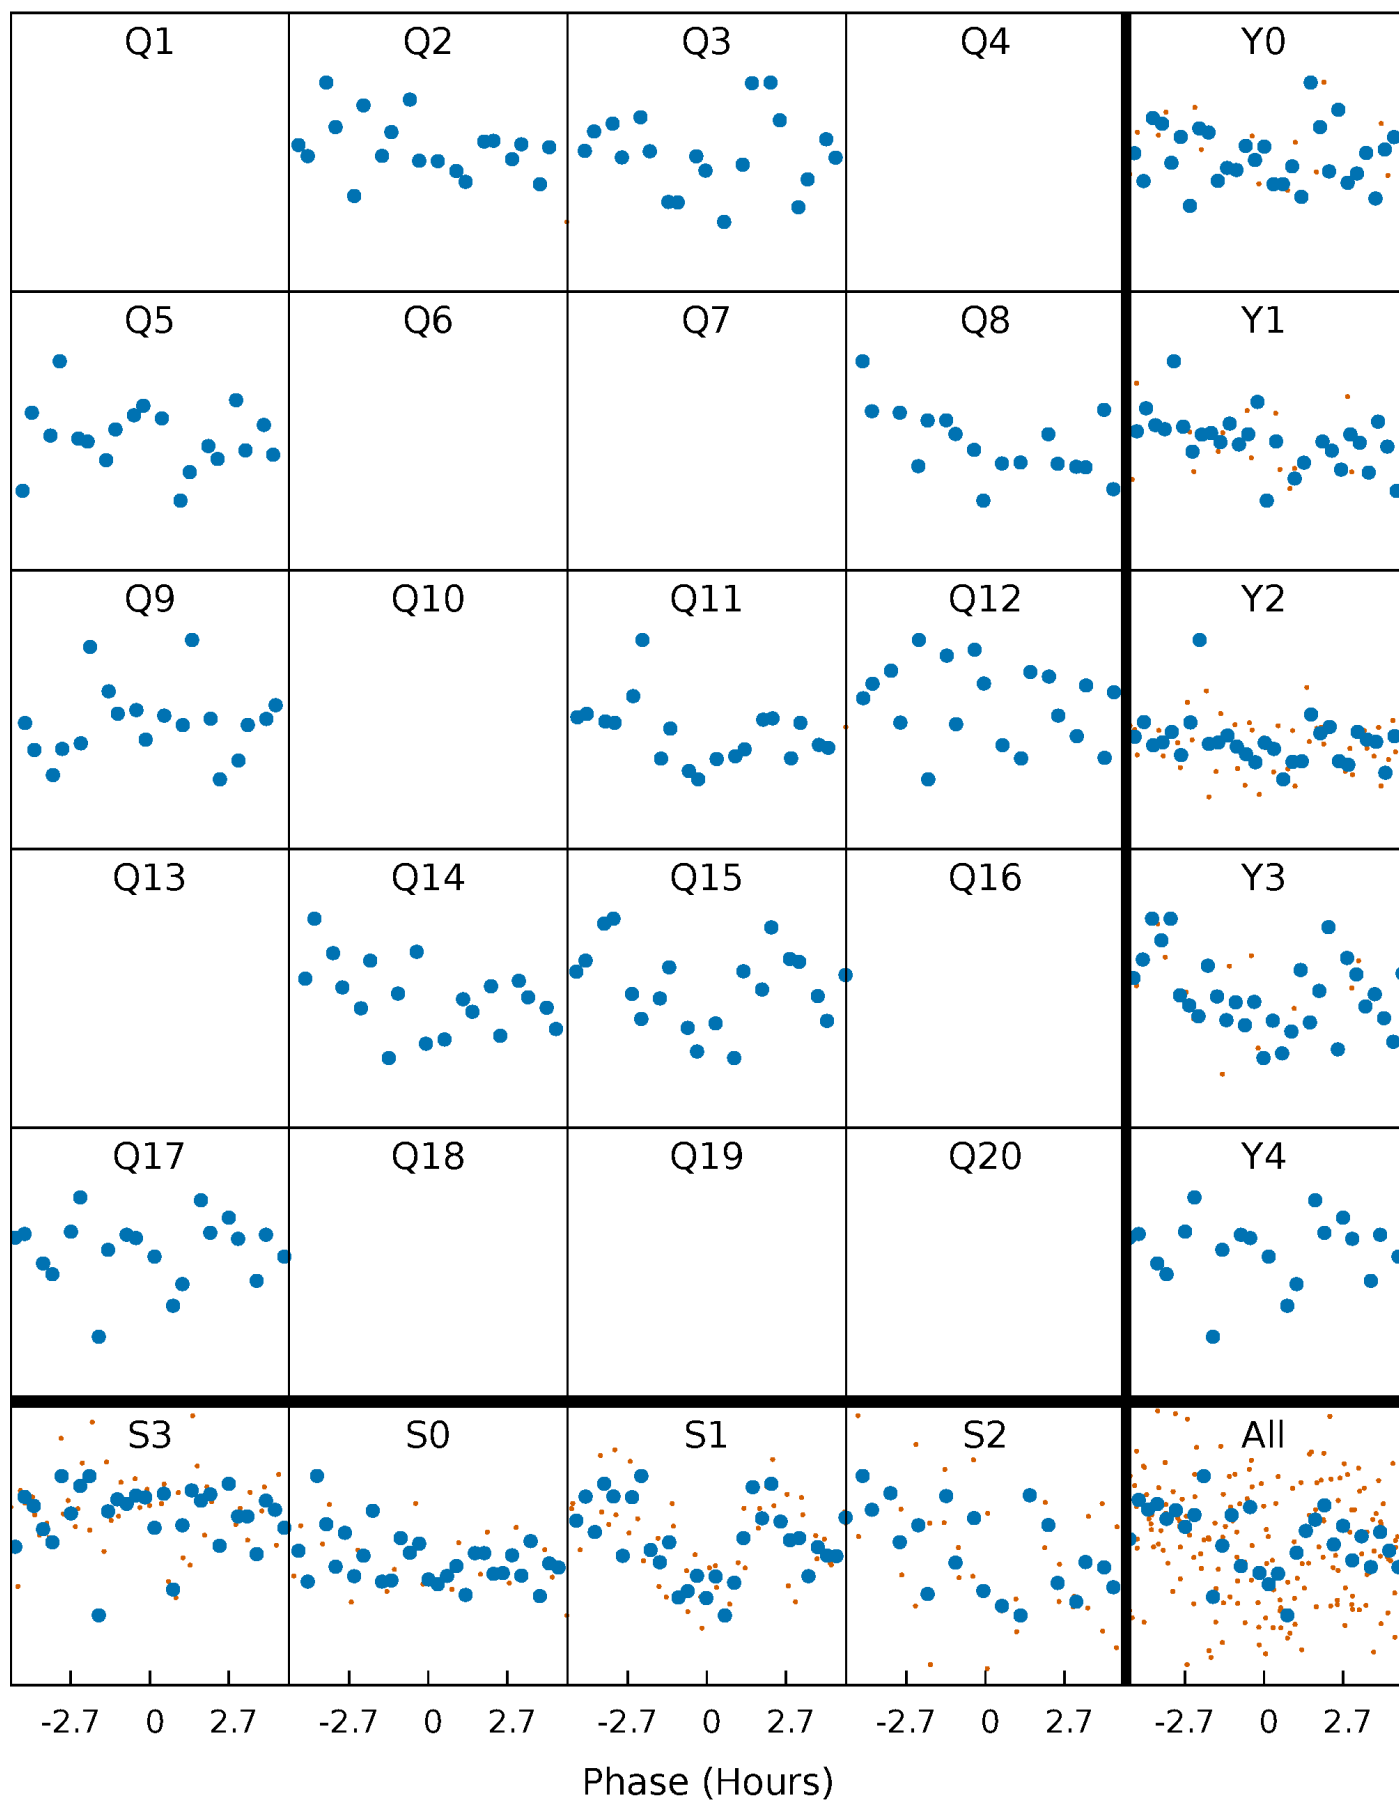 Q1 Q2 Q3 Q4 Y0
Q5 Q6 Q7 Q8 Y1
Q9 Q10 Q11 Q12 Y2
Q13 Q14 Q15 Q16 Y3
Q17 Q18 Q19 Q20 Y4
S3 S0 S1 S2 All
-2.7 0 2.7 -2.7 0 2.7 -2.7 0 2.7 -2.7 0 2.7 -2.7 0 2.7
Phase (Hours)